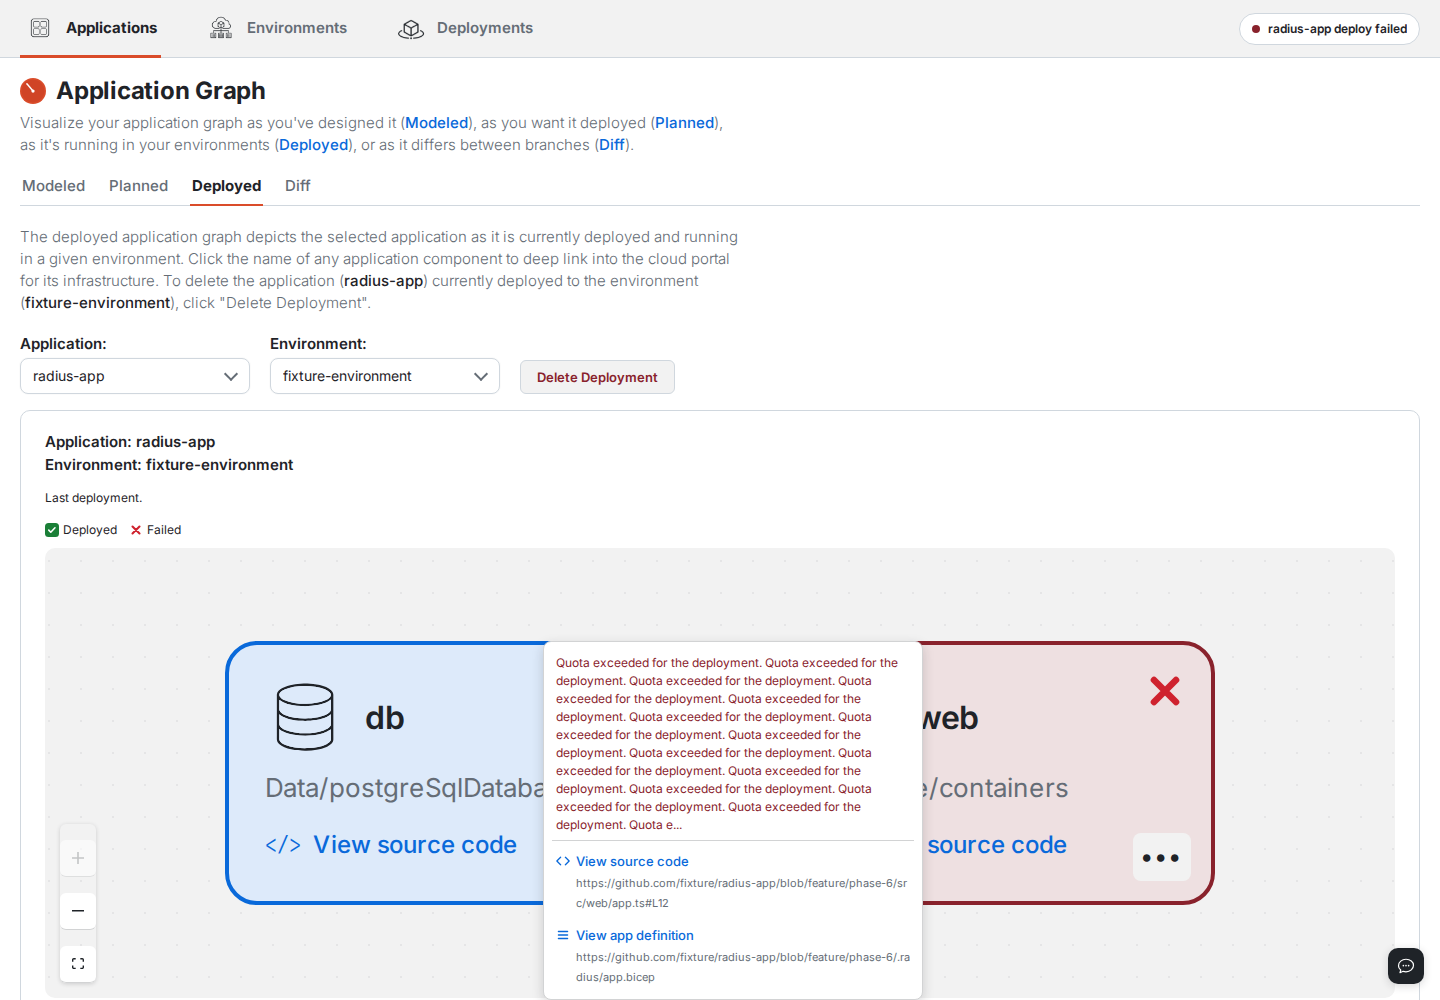 Applications
Environments
Deployments
radius-app deploy failed
Application Graph
Visualize your application graph as you've designed it (Modeled), as you want it deployed (Planned),
as it's running in your environments (Deployed), or as it differs between branches (Diff).
Modeled
Planned
Deployed
Diff
The deployed application graph depicts the selected application as it is currently deployed and running
in a given environment. Click the name of any application component to deep link into the cloud portal
for its infrastructure. To delete the application (radius-app) currently deployed to the environment
(fixture-environment), click "Delete Deployment".
Application:
Environment:
radius-app
fixture-environment
Delete Deployment
Application: radius-app
Environment: fixture-environment
Last deployment.
Deployed
Failed
db
Data/postgreSqlDataba
</> View source code
web
e/containers
source code
Quota exceeded for the deployment. Quota exceeded for the
deployment. Quota exceeded for the deployment. Quota
exceeded for the deployment. Quota exceeded for the
deployment. Quota exceeded for the deployment. Quota
exceeded for the deployment. Quota exceeded for the
deployment. Quota exceeded for the deployment. Quota
exceeded for the deployment. Quota exceeded for the
deployment. Quota exceeded for the deployment. Quota
exceeded for the deployment. Quota exceeded for the
deployment. Quota e...
View source code
https://github.com/fixture/radius-app/blob/feature/phase-6/sr
c/web/app.ts#L12
View app definition
https://github.com/fixture/radius-app/blob/feature/phase-6/.ra
dius/app.bicep